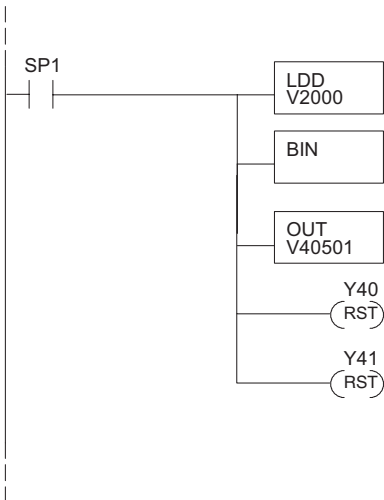 SP1
LDD
V2000
BIN
OUT
V40501
Y40
RST
Y41
RST